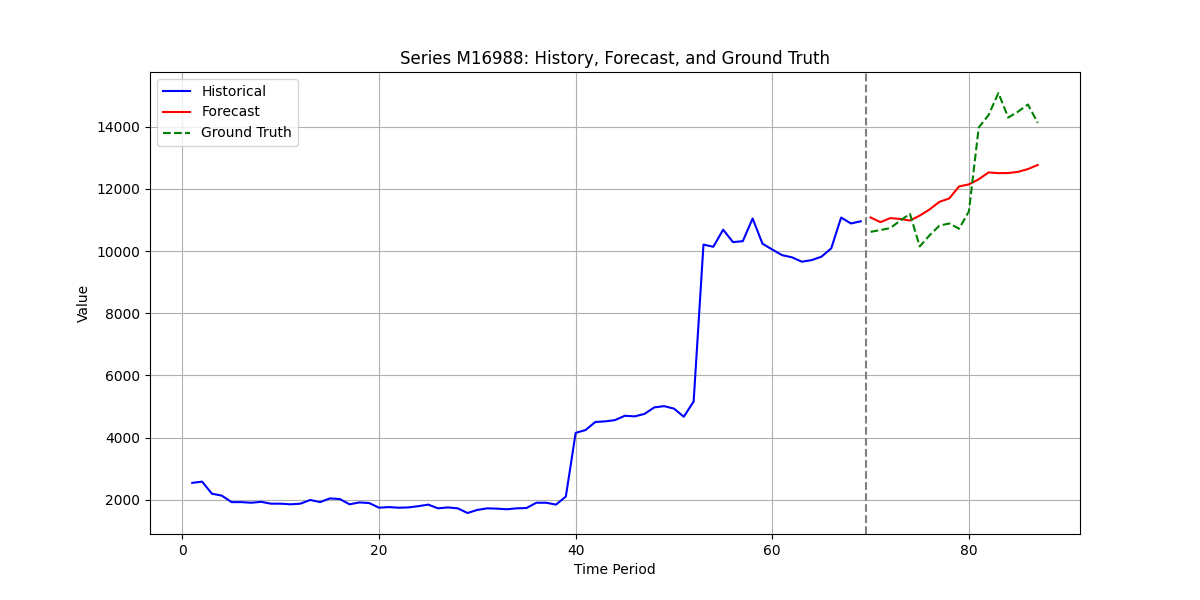 Series M16988: History, Forecast, and Ground Truth
Historical
Forecast
Ground Truth
14000
12000
10000
8000
6000
4000
2000
Value
0
20
40
60
80
Time Period